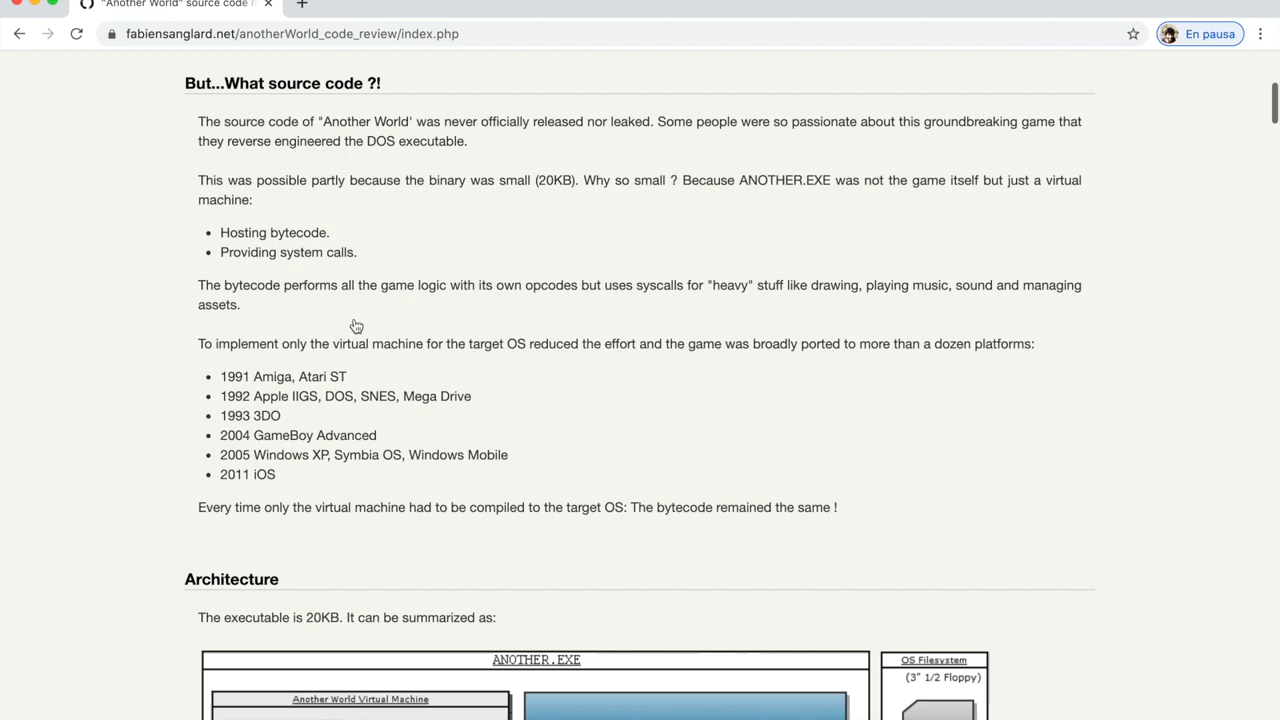 "Another World" source code r
En pausa
fabiensanglard.net/anotherWorld_code_review/index.php
But...What source code ?!
The source code of "Another World' was never officially released nor leaked. Some people were so passionate about this groundbreaking game that
they reverse engineered the DOS executable.
This was possible partly because the binary was small (20KB). Why so small ? Because ANOTHER.EXE was not the game itself but just a virtual
machine:
Hosting bytecode.
Providing system calls.
The bytecode performs all the game logic with its own opcodes but uses syscalls for "heavy" stuff like drawing, playing music, sound and managing
assets.
To implement only the virtual machine for the target OS reduced the effort and the game was broadly ported to more than a dozen platforms:
1991 Amiga, Atari ST
1992 Apple IIGS, DOS, SNES, Mega Drive
1993 3DO
2004 GameBoy Advanced
2005 Windows XP, Symbia OS, Windows Mobile
2011 iOS
Every time only the virtual machine had to be compiled to the target OS: The bytecode remained the same !
Architecture
The executable is 20KB. It can be summarized as:
ANOTHER.EXE
OS Filesystem
(3" 1/2 Floppy)
Another World Virtual Machine